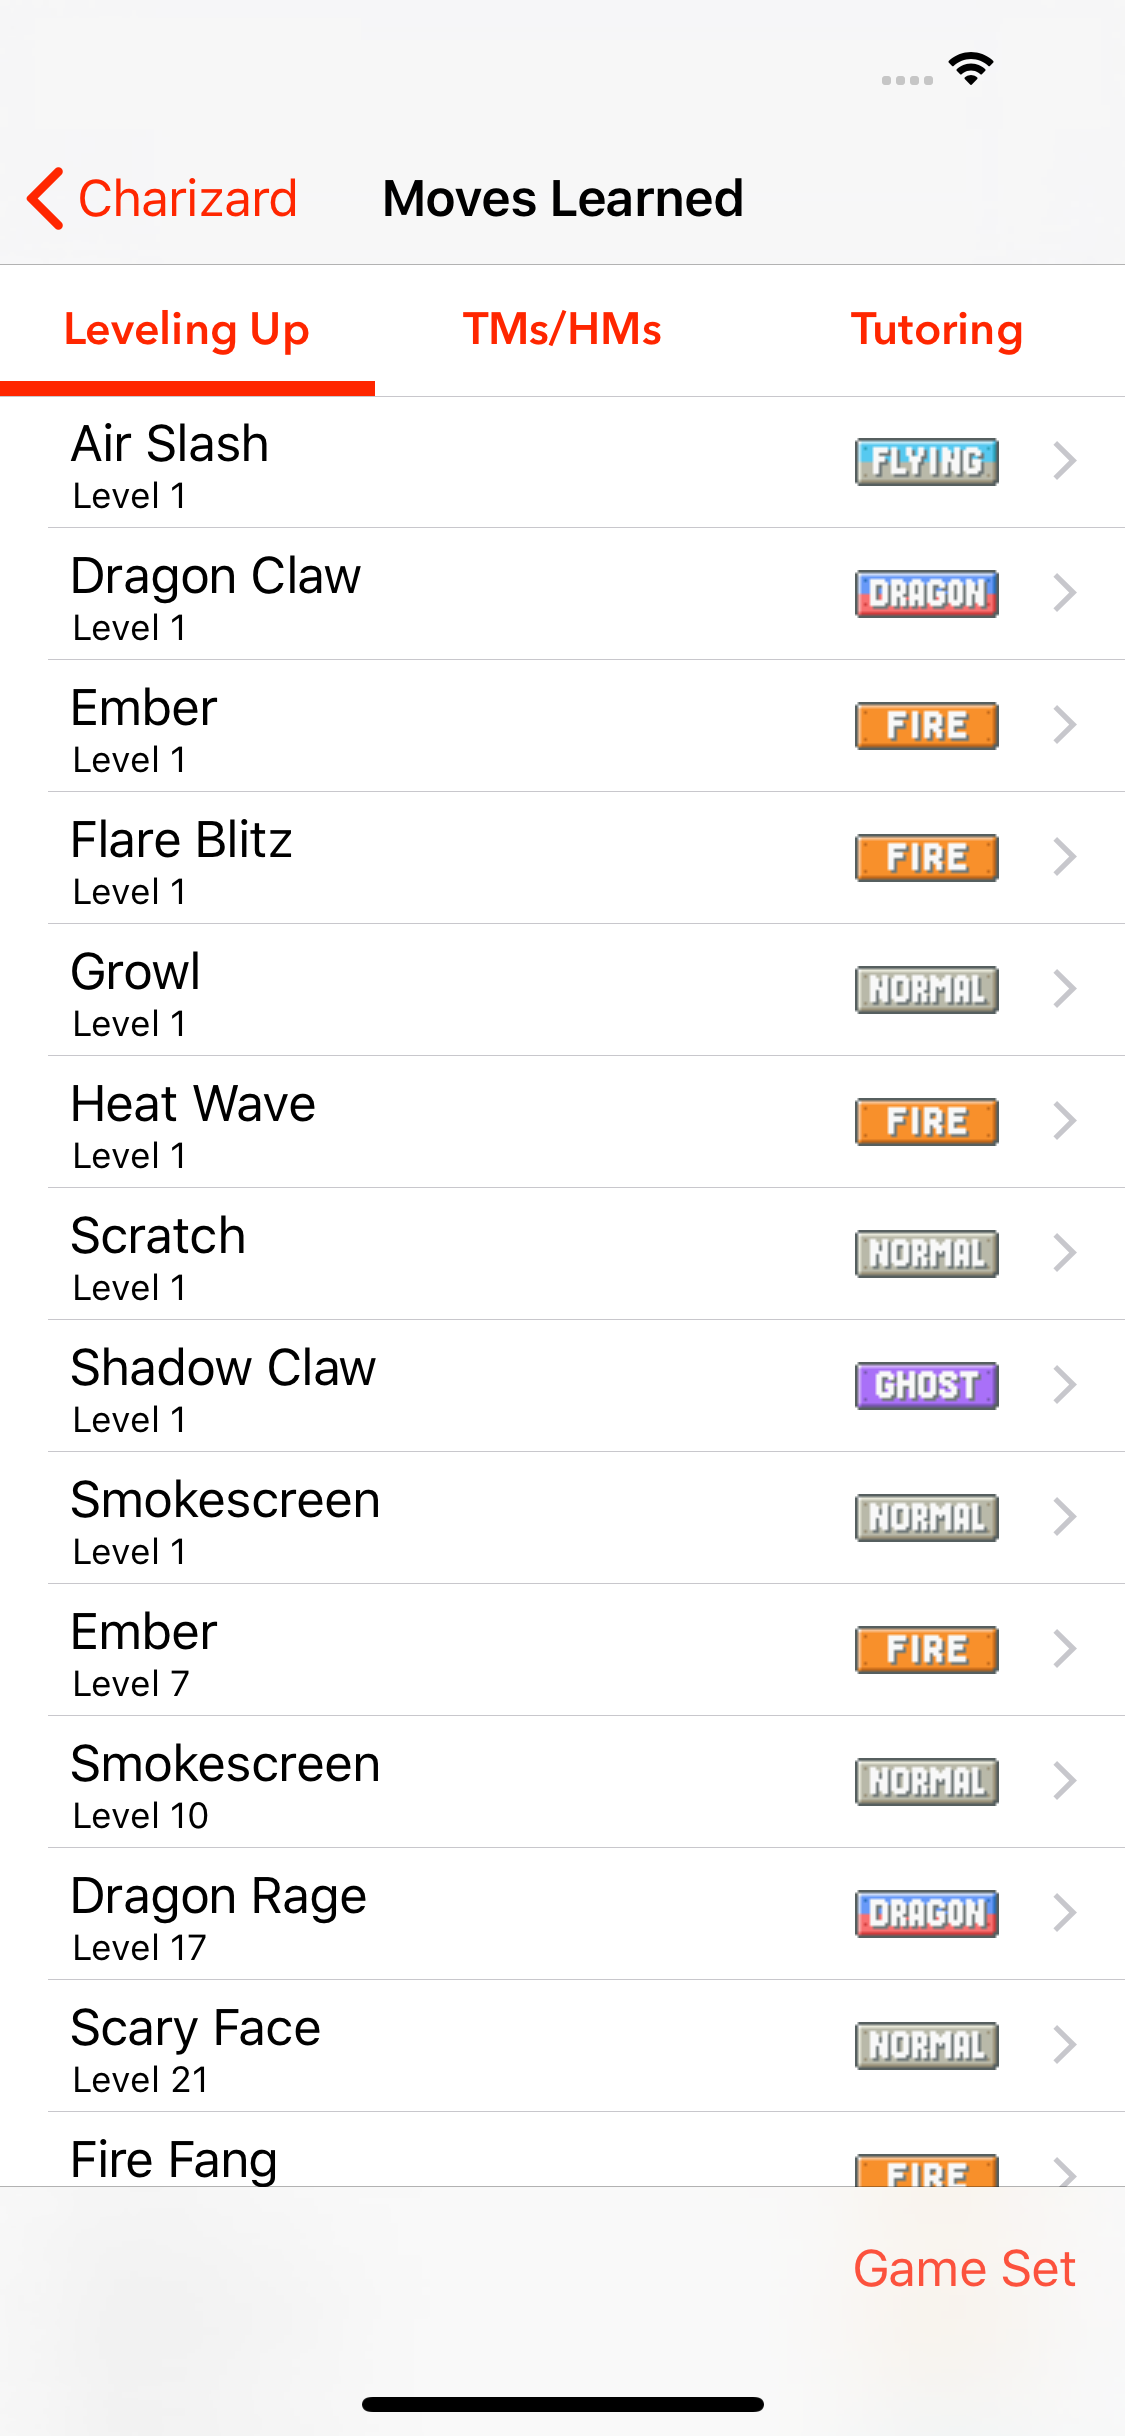 Charizard
Moves Learned
Leveling Up
TMs/HMs
Tutoring
Air Slash
Level 1
FLYING
Dragon Claw
Level 1
DRAGON
Ember
Level 1
FIRE
Flare Blitz
Level 1
FIRE
Growl
Level 1
NORMAL
Heat Wave
Level 1
FIRE
Scratch
Level 1
NORMAL
Shadow Claw
Level 1
GHOST
Smokescreen
Level 1
NORMAL
Ember
Level 7
FIRE
Smokescreen
Level 10
NORMAL
Dragon Rage
Level 17
DRAGON
Scary Face
Level 21
NORMAL
Fire Fang
FIRE
Game Set